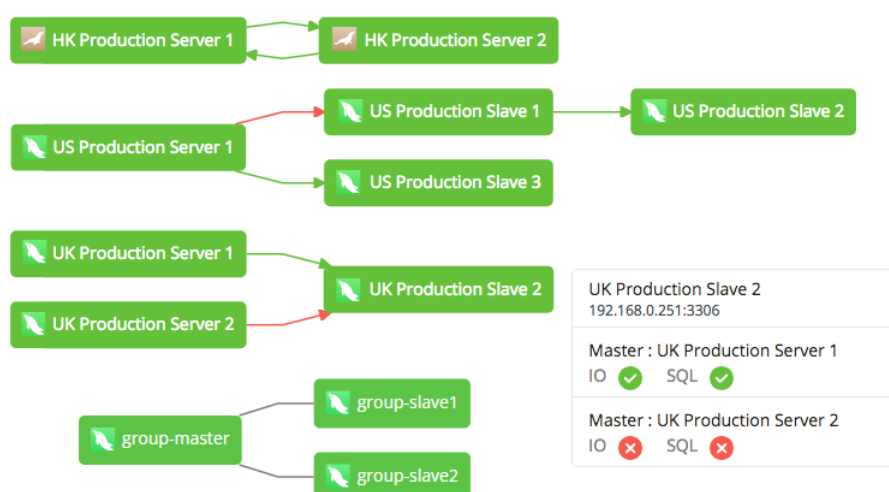 HK Production Server 1
HK Production Server 2
US Production Server 1
US Production Slave 1
US Production Slave 2
US Production Slave 3
UK Production Server 1
UK Production Server 2
UK Production Slave 2
UK Production Slave 2
192.168.0.251:3306
Master : UK Production Server 1
IO SQL
Master : UK Production Server 2
IO SQL
group-master
group-slave1
group-slave2